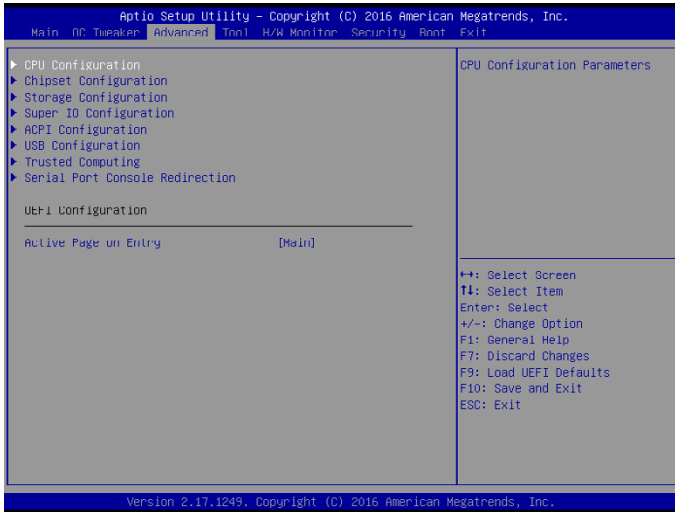 Aptio Setup Utility – Copyright (C) 2016 American Megatrends, Inc.
Main OC Tweaker Advanced Tool H/W Monitor Security Boot Exit
CPU Configuration
Chipset Configuration
Storage Configuration
Super IO Configuration
ACPI Configuration
USB Configuration
Trusted Computing
Serial Port Console Redirection
UEFI Configuration
Active Page on Entry [Main]
CPU Configuration Parameters
↔: Select Screen
↑↓: Select Item
Enter: Select
+/-: Change Option
F1: General Help
F7: Discard Changes
F9: Load UEFI Defaults
F10: Save and Exit
ESC: Exit
Version 2.17.1249. Copyright (C) 2016 American Megatrends, Inc.